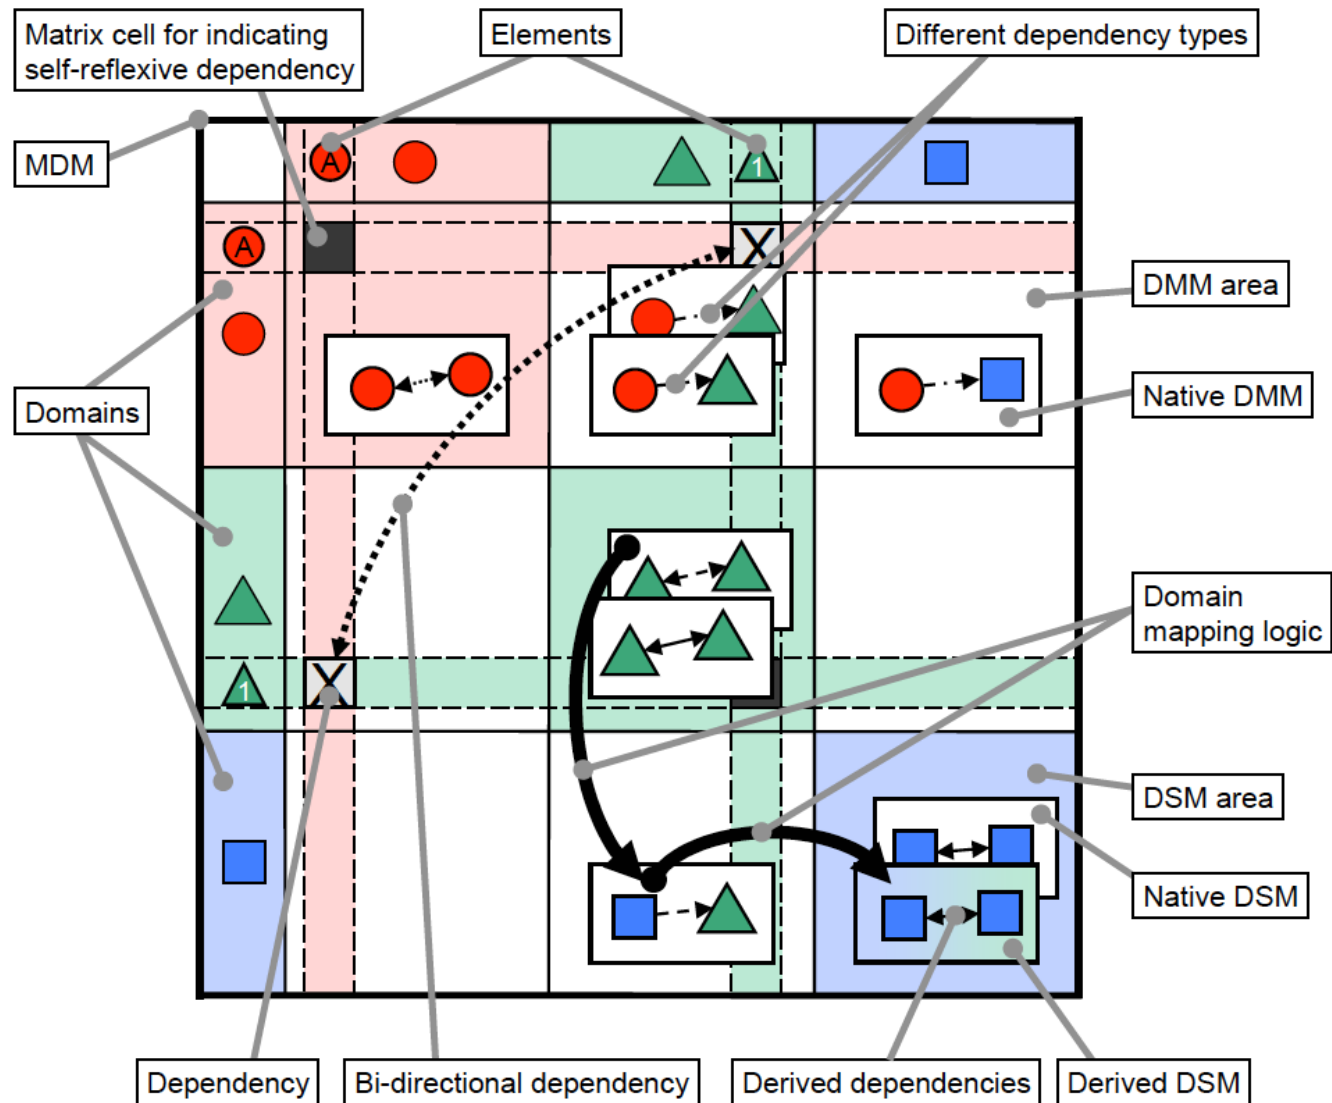 Matrix cell for indicating
self-reflexive dependency
Elements
Different dependency types
MDM
A
1
A
X
DMM area
Native DMM
Domains
Domain
mapping logic
1
X
DSM area
Native DSM
Dependency
Bi-directional dependency
Derived dependencies
Derived DSM